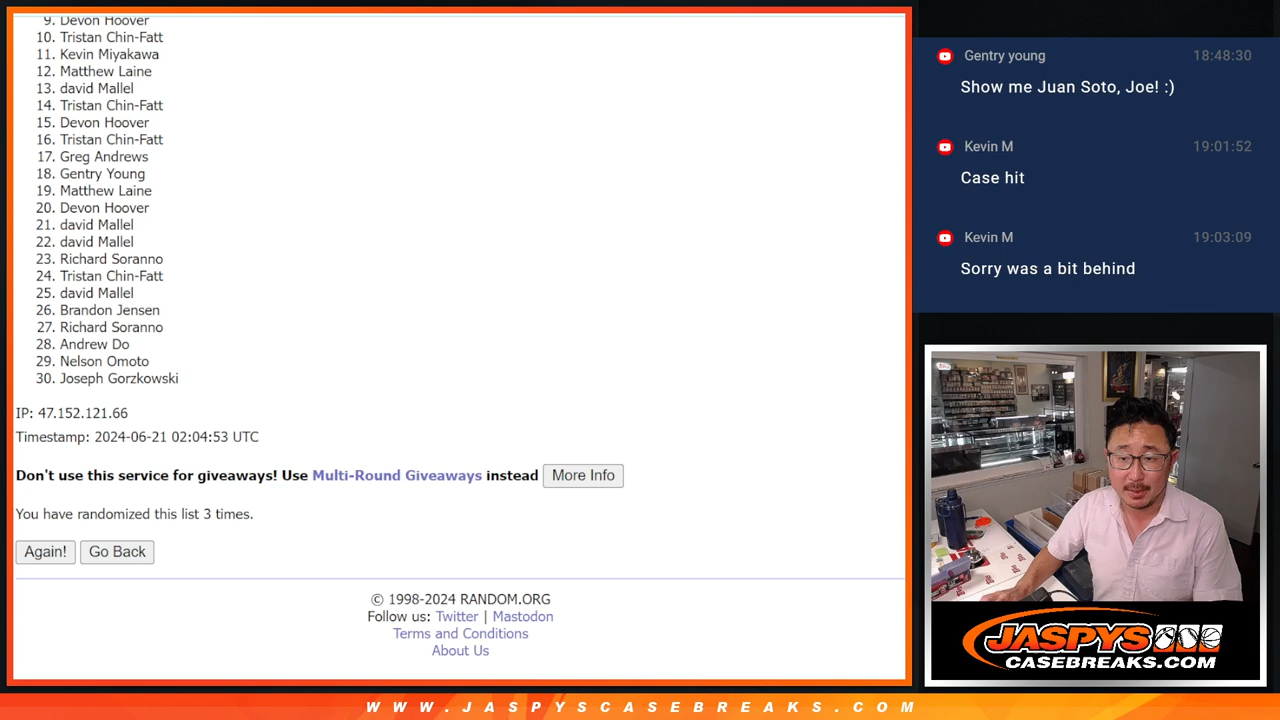 9. Devon Hoover
10. Tristan Chin-Fatt
11. Kevin Miyakawa
12. Matthew Laine
13. david Mallel
14. Tristan Chin-Fatt
15. Devon Hoover
16. Tristan Chin-Fatt
17. Greg Andrews
18. Gentry Young
19. Matthew Laine
20. Devon Hoover
21. david Mallel
22. david Mallel
23. Richard Soranno
24. Tristan Chin-Fatt
25. david Mallel
26. Brandon Jensen
27. Richard Soranno
28. Andrew Do
29. Nelson Omoto
30. Joseph Gorzkowski
IP: 47.152.121.66
Timestamp: 2024-06-21 02:04:53 UTC
Don't use this service for giveaways! Use Multi-Round Giveaways instead More Info
You have randomized this list 3 times.
Again! Go Back
© 1998-2024 RANDOM.ORG
Follow us: Twitter | Mastodon
Terms and Conditions
About Us
Gentry young 18:48:30
Show me Juan Soto, Joe! :)
Kevin M 19:01:52
Case hit
Kevin M 19:03:09
Sorry was a bit behind
JASPYS
CASEBREAKS.COM
WWW.JASPYSCASEBREAKS.COM